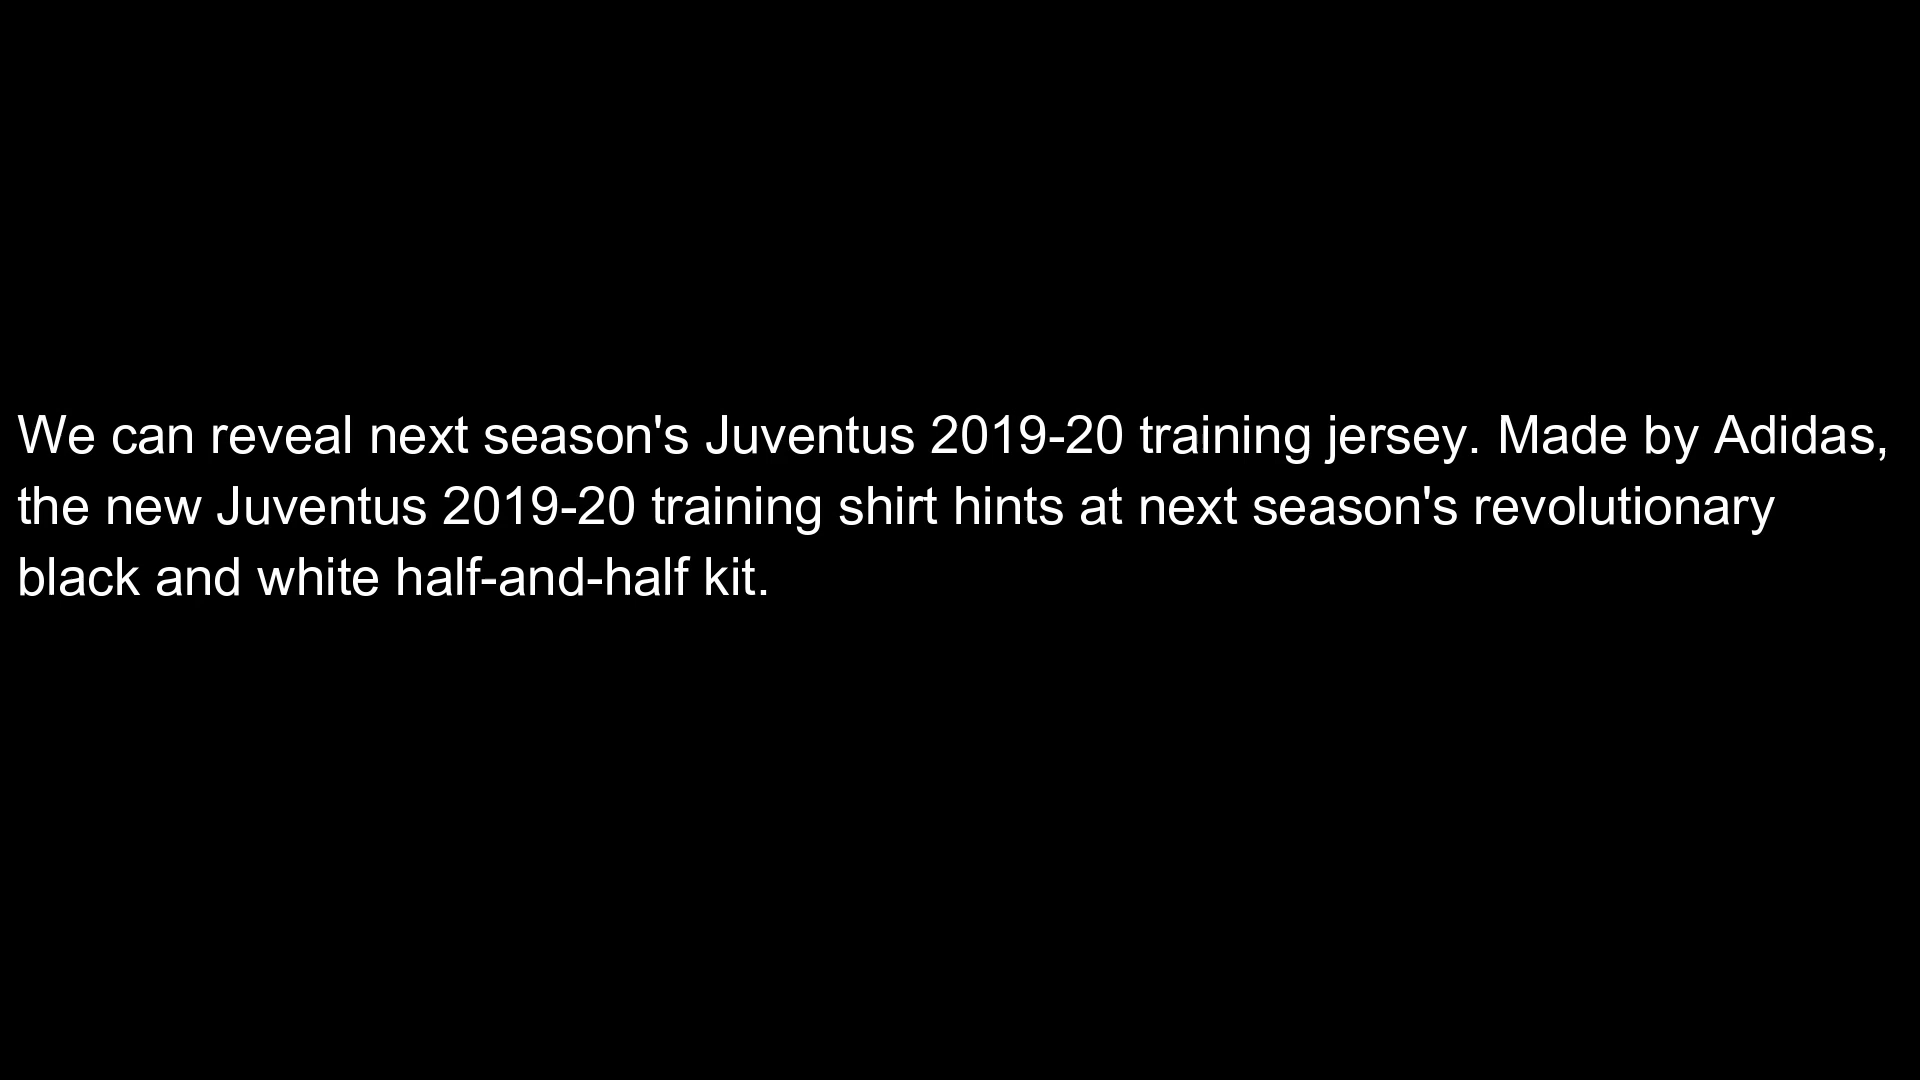 We can reveal next season's Juventus 2019-20 training jersey. Made by Adidas,
the new Juventus 2019-20 training shirt hints at next season's revolutionary
black and white half-and-half kit.